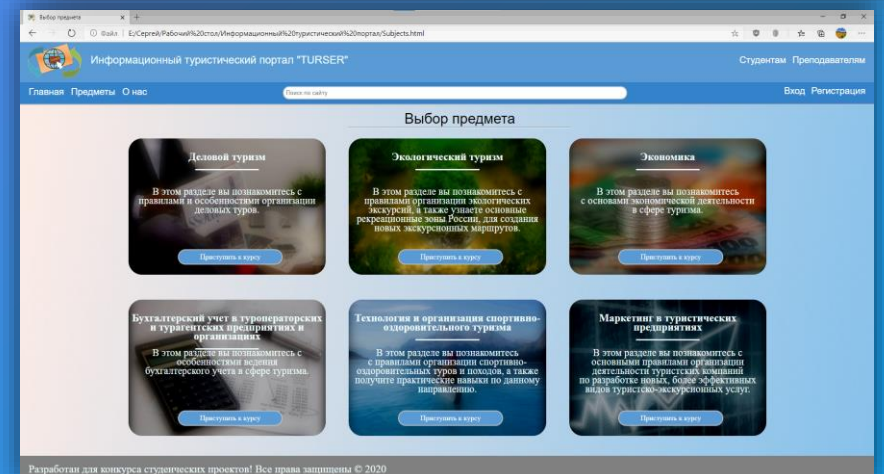 Выбор предмета
Файл | E:/Сергей/Рабочий%20стол/Информационный%20туристический%20портал/Subjects.html
Информационный туристический портал "TURSER"
Студентам Преподавателям
Главная Предметы О нас
Поиск по сайту
Вход Регистрация
Выбор предмета
Деловой туризм
В этом разделе вы познакомитесь с
правилами и особенностями организации
деловых туров.
Приступить к курсу
Экологический туризм
В этом разделе вы познакомитесь с
правилами организации экологических
экскурсий, а также узнаете основные
рекреационные зоны России, для создания
новых экскурсионных маршрутов.
Приступить к курсу
Экономика
В этом разделе вы познакомитесь
с основами экономической деятельности
в сфере туризма.
Приступить к курсу
Бухгалтерский учет в туроператорских
и турагентских предприятиях и
организациях
В этом разделе вы познакомитесь с
особенностями ведения
бухгалтерского учета в сфере туризма.
Приступить к курсу
Технология и организация спортивно-
оздоровительного туризма
В этом разделе вы познакомитесь
с правилами организации спортивно-
оздоровительных туров и походов, а также
получите практические навыки по данному
направлению.
Приступить к курсу
Маркетинг в туристических
предприятиях
В этом разделе вы познакомитесь с
основными правилами организации
деятельности туристских компаний
по разработке новых, более эффективных
видов туристско-экскурсионных услуг.
Приступить к курсу
Разработан для конкурса студенческих проектов! Все права защищены © 2020